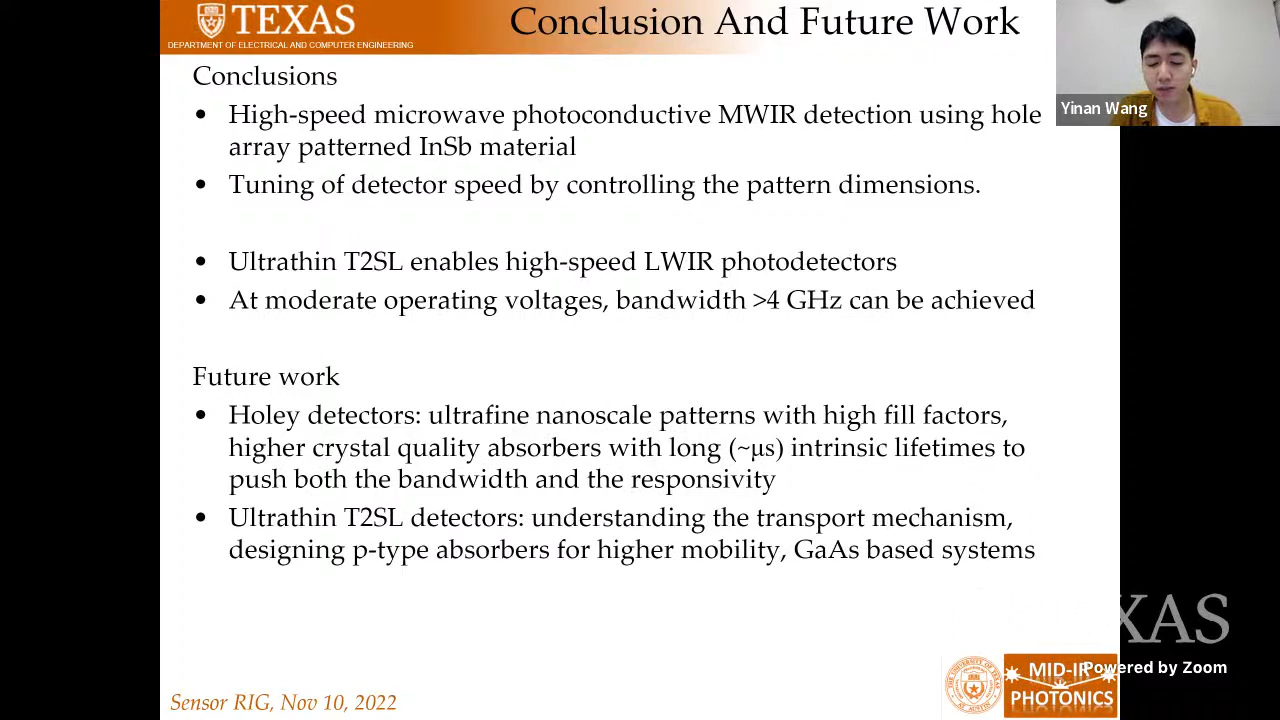 TEXAS
DEPARTMENT OF ELECTRICAL AND COMPUTER ENGINEERING
Conclusion And Future Work
Yinan Wang
Conclusions
• High-speed microwave photoconductive MWIR detection using hole
array patterned InSb material
• Tuning of detector speed by controlling the pattern dimensions.
• Ultrathin T2SL enables high-speed LWIR photodetectors
• At moderate operating voltages, bandwidth >4 GHz can be achieved
Future work
• Holey detectors: ultrafine nanoscale patterns with high fill factors,
higher crystal quality absorbers with long (~μs) intrinsic lifetimes to
push both the bandwidth and the responsivity
• Ultrathin T2SL detectors: understanding the transport mechanism,
designing p-type absorbers for higher mobility, GaAs based systems
XAS
MID-IR
Powered by Zoom
PHOTONICS
Sensor RIG, Nov 10, 2022